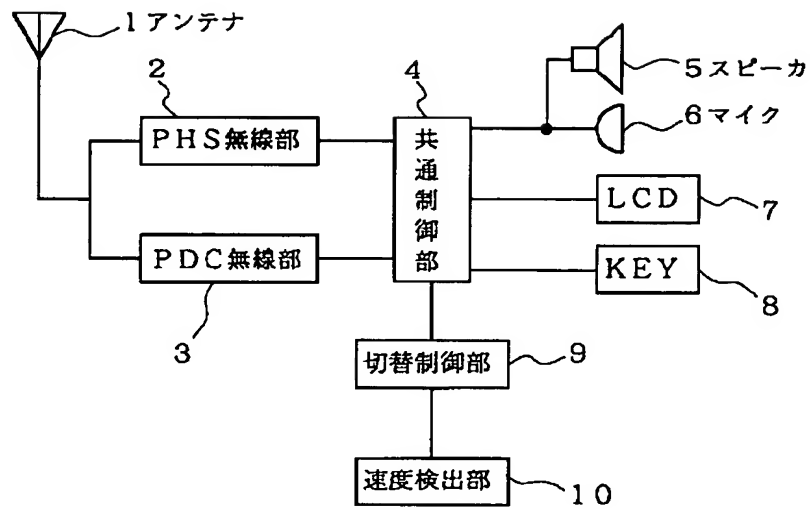 1アンテナ
2
PHS無線部
4
共通制御部
5スピーカ
6マイク
LCD
7
PDC無線部
3
KEY
8
切替制御部
9
速度検出部
10